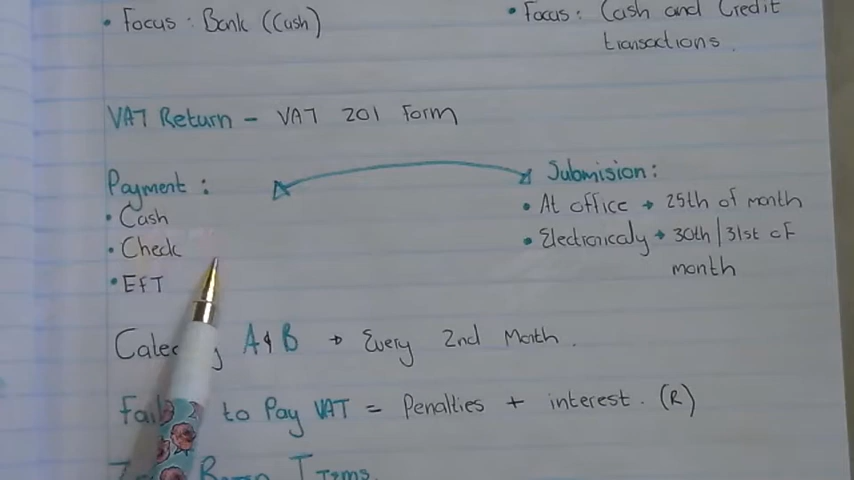 • Focus: Bank (Cash)
• Focus: Cash and Credit
transactions.
VAT Return - VAT 201 Form
Payment:
• Cash
• Check
• EFT
Submision:
• At office → 25th of month
• Electronicaly → 30th/31st of
month
A & B → Every 2nd Month.
to Pay VAT = Penalties + interest. (R)